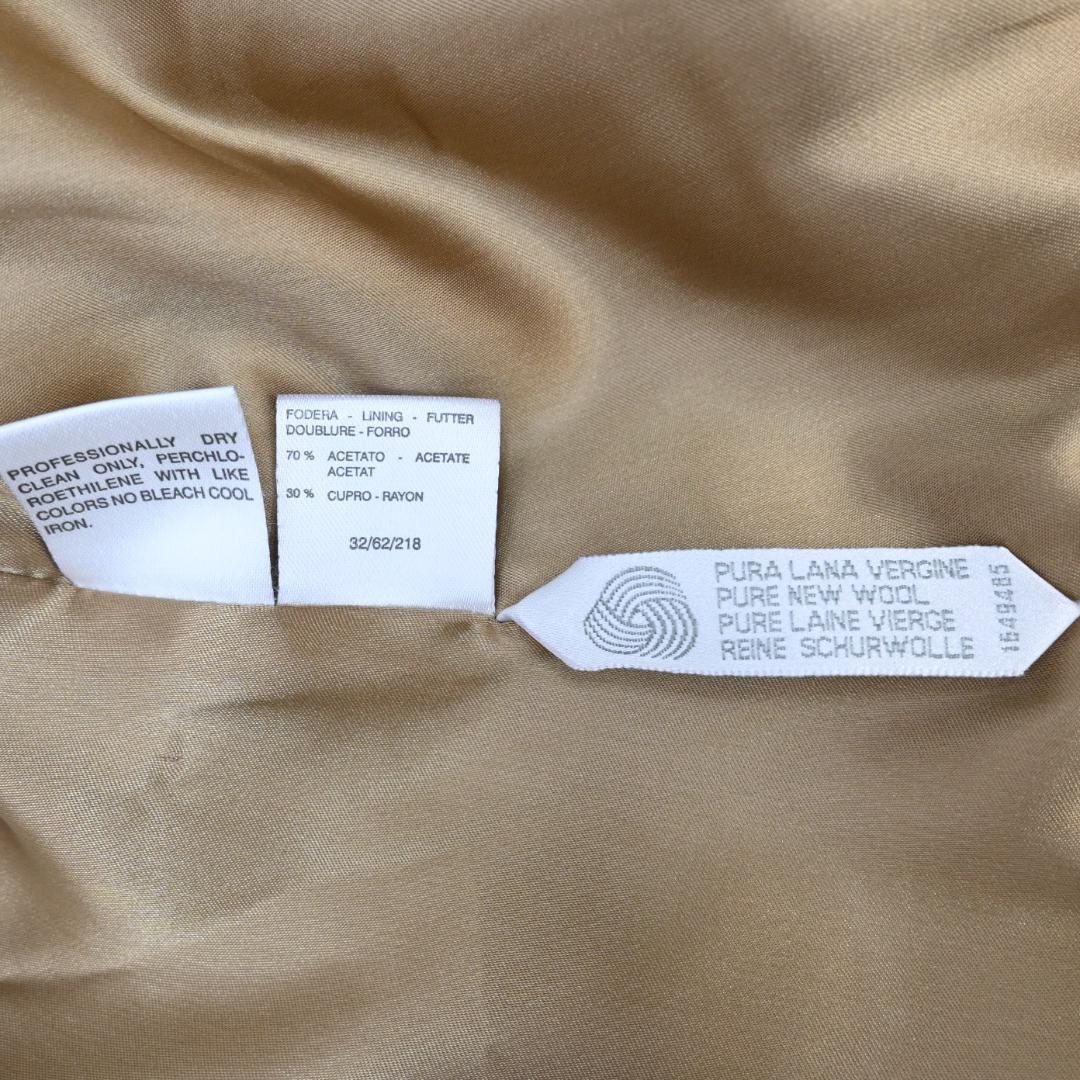 PROFESSIONALLY DRY
CLEAN ONLY, PERCHLO-
ROETHILENE WITH LIKE
COLORS NO BLEACH COOL
IRON.
FODERA - LINING - FUTTER
DOUBLURE - FORRO
70 % ACETATO - ACETATE
ACETAT
30 % CUPRO - RAYON
32/62/218
PURA LANA VERGINE
PURE NEW WOOL
PURE LAINE VIERGE
REINE SCHURWOLLE
1649485